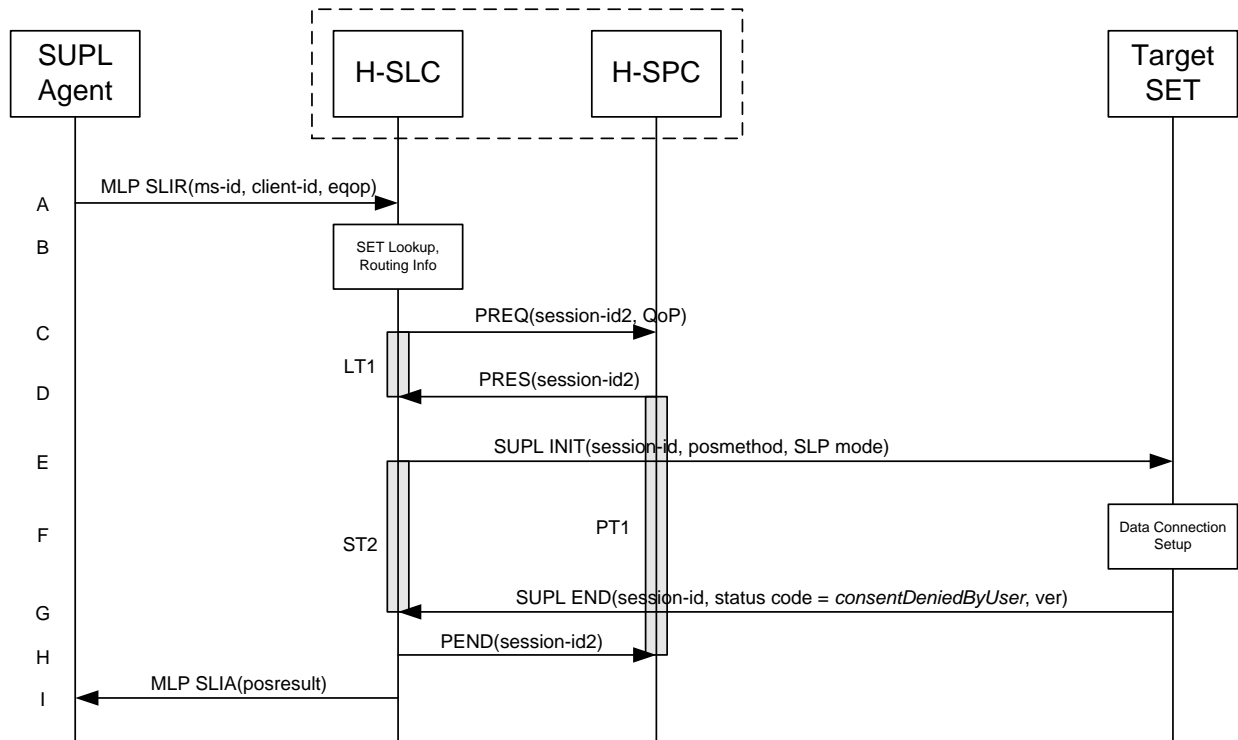 SUPL
Agent
H-SLC
H-SPC
Target
SET
A
MLP SLIR(ms-id, client-id, eqop)
B
SET Lookup,
Routing Info
C
PREQ(session-id2, QoP)
LT1
D
PRES(session-id2)
E
SUPL INIT(session-id, posmethod, SLP mode)
F
ST2
PT1
Data Connection
Setup
G
SUPL END(session-id, status code = consentDeniedByUser, ver)
H
PEND(session-id2)
I
MLP SLIA(posresult)